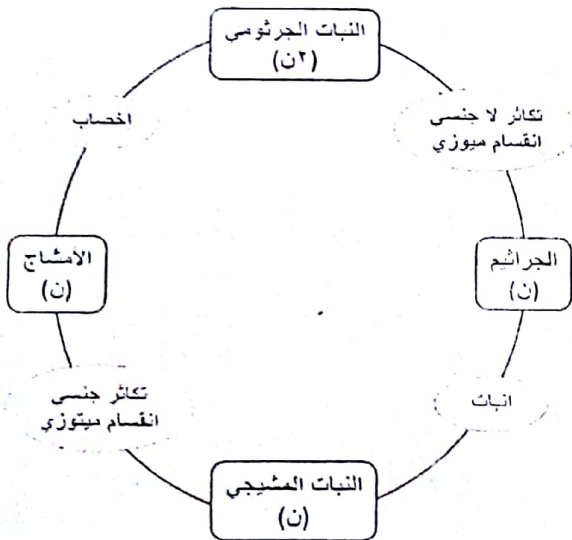 النبات الجرثومي
(٢ن)
تكاثر لا جنسي
انقسام ميوزي
اخصاب
الجراثيم
(ن)
الأمشاج
(ن)
انبات
تكاثر جنسي
انقسام ميتوزي
النبات المشيجي
(ن)